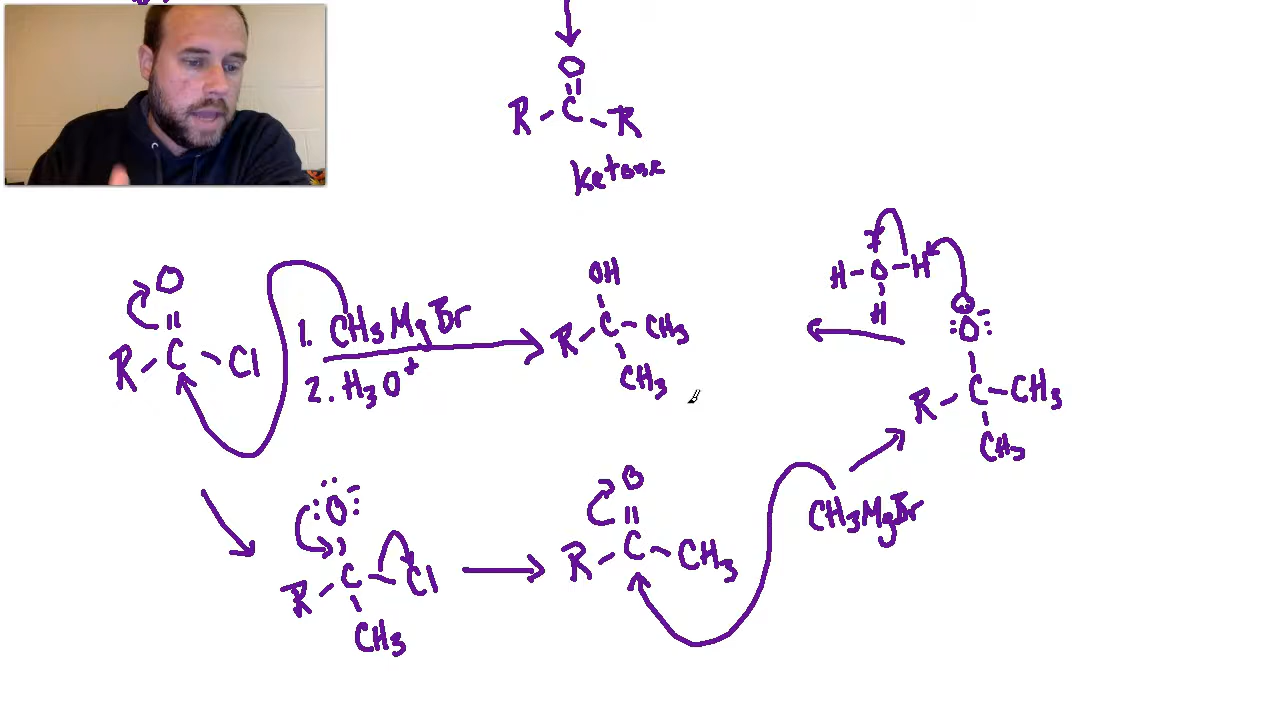 O
R-C-R
ketone
O
R-C-Cl
1. CH3MgBr
2. H3O+
OH
R-C-CH3
CH3
+
H-O-H
H
:O:-
R-C-CH3
CH3
:O:-
R-C-Cl
CH3
O
R-C-CH3
CH3MgBr